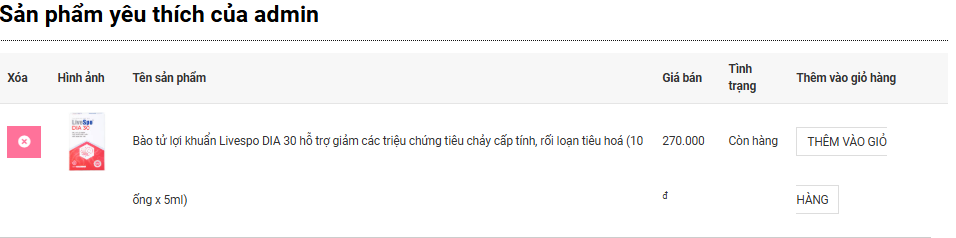 Sản phẩm yêu thích của admin
Xóa Hình ảnh Tên sản phẩm Giá bán Tình trạng Thêm vào giỏ hàng
LiveSpo
DIA 30
Bào tử lợi khuẩn Livespo DIA 30 hỗ trợ giảm các triệu chứng tiêu chảy cấp tính, rối loạn tiêu hoá (10
ống x 5ml)
270.000
đ
Còn hàng
THÊM VÀO GIỎ
HÀNG